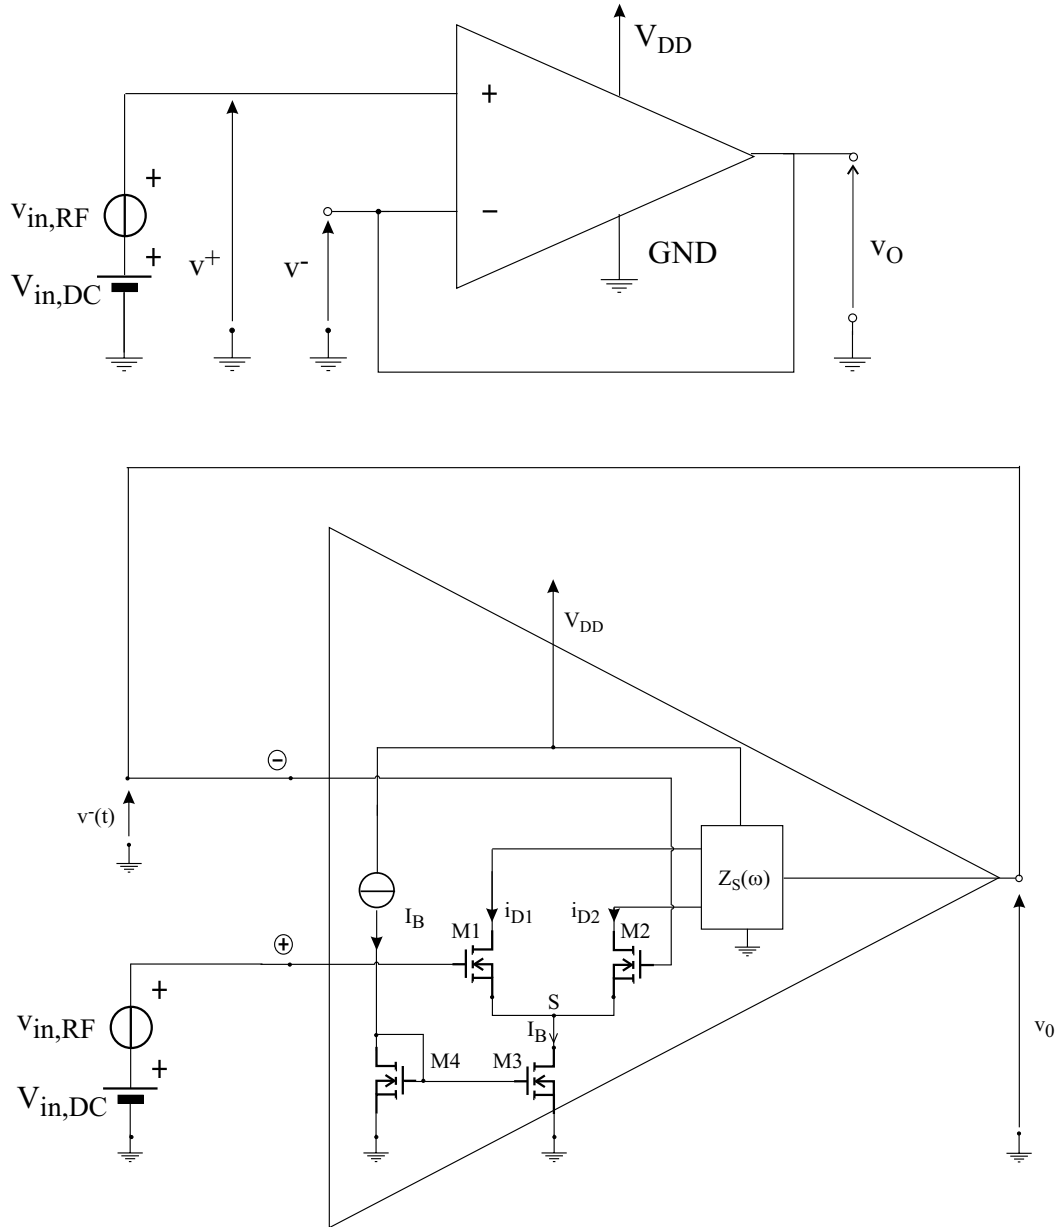 V_DD
+
+
v_in,RF
−
+
V_in,DC
v⁺
v⁻
GND
v_O
V_DD
−
v⁻(t)
Z_S(ω)
I_B
i_D1
i_D2
M1
M2
+
S
+
v_in,RF
I_B
v_0
+
M4
M3
V_in,DC